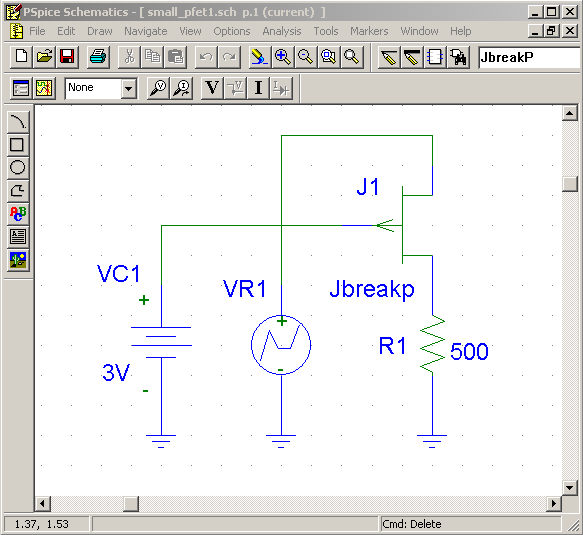 PSpice Schematics - [ small_pfet1.sch p.1 (current) ]
File Edit Draw Navigate View Options Analysis Tools Markers Window Help
JbreakP
None
V I V I
ABC
J1
VC1
+
VR1
+
Jbreakp
R1
500
3V
-
-
1.37, 1.53
Cmd: Delete